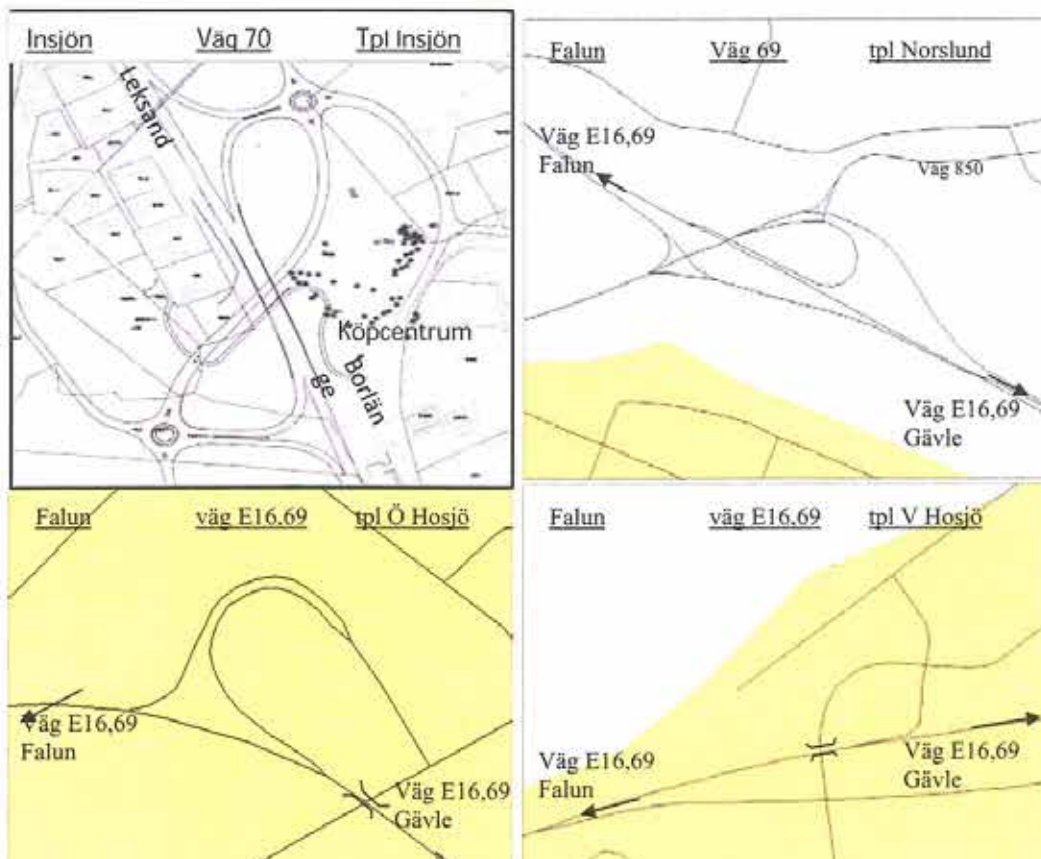 Insjön Väg 70 Tpl Insjön
Leksand
Köpcentrum
Borlän
ge
Falun Väg 69 tpl Norslund
Väg E16,69
Falun
Väg 850
Väg E16,69
Gävle
Falun väg E16.69 tpl Ö Hosjö
Väg E16,69
Falun
Väg E16,69
Gävle
Falun väg E16,69 tpl V Hosjö
Väg E16,69
Falun
Väg E16,69
Gävle